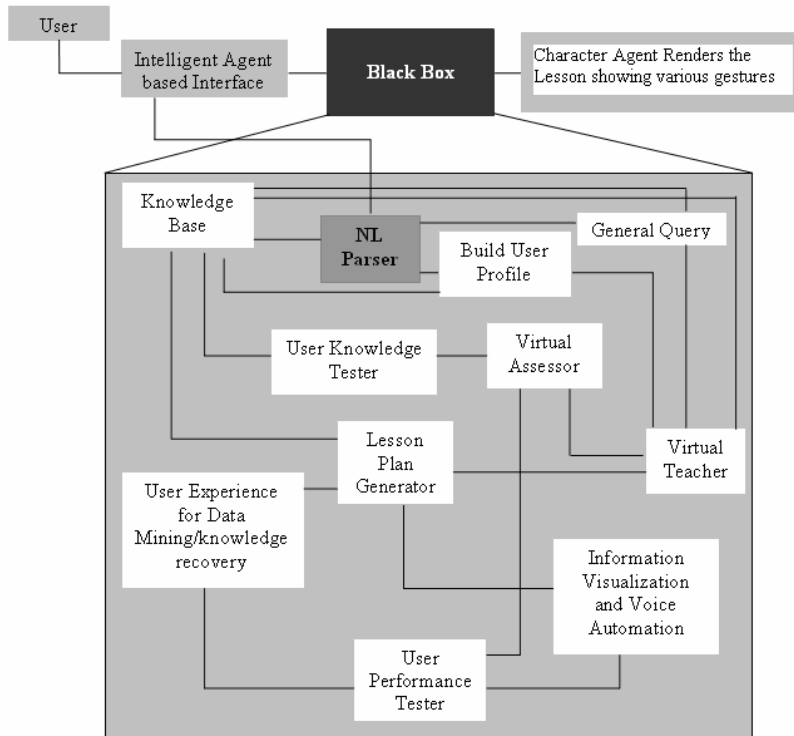 User
Intelligent Agent
based Interface
Black Box
Character Agent Renders the
Lesson showing various gestures
Knowledge
Base
NL
Parser
General Query
Build User
Profile
User Knowledge
Tester
Virtual
Assessor
Lesson
Plan
Generator
Virtual
Teacher
User Experience
for Data
Mining/knowledge
recovery
Information
Visualization
and Voice
Automation
User
Performance
Tester